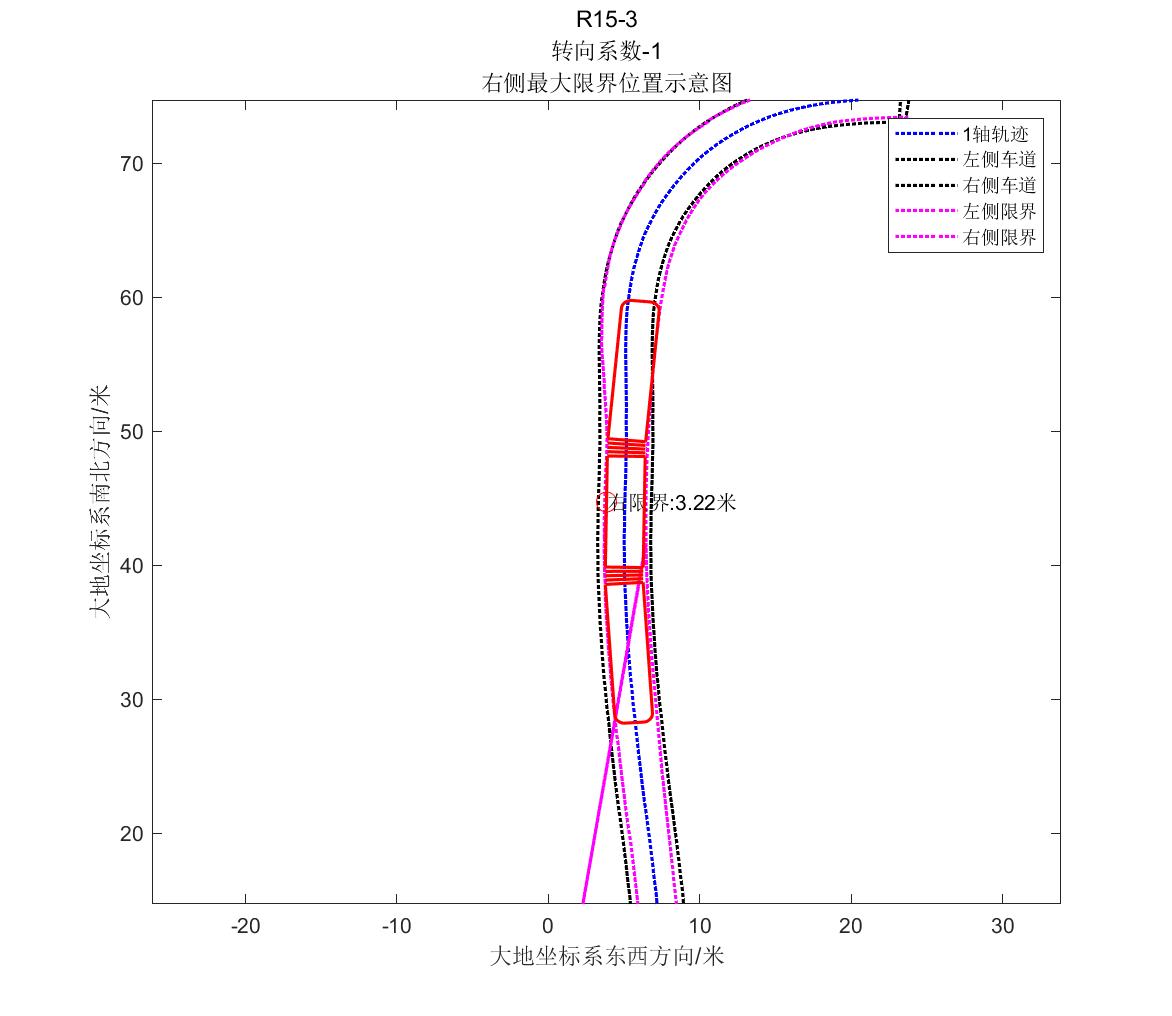 R15-3
转向系数-1
右侧最大限界位置示意图
1轴轨迹
左侧车道
右侧车道
左侧限界
右侧限界
70
60
50
40
30
20
右限界:3.22米
大地坐标系南北方向/米
-20
-10
0
10
20
30
大地坐标系东西方向/米